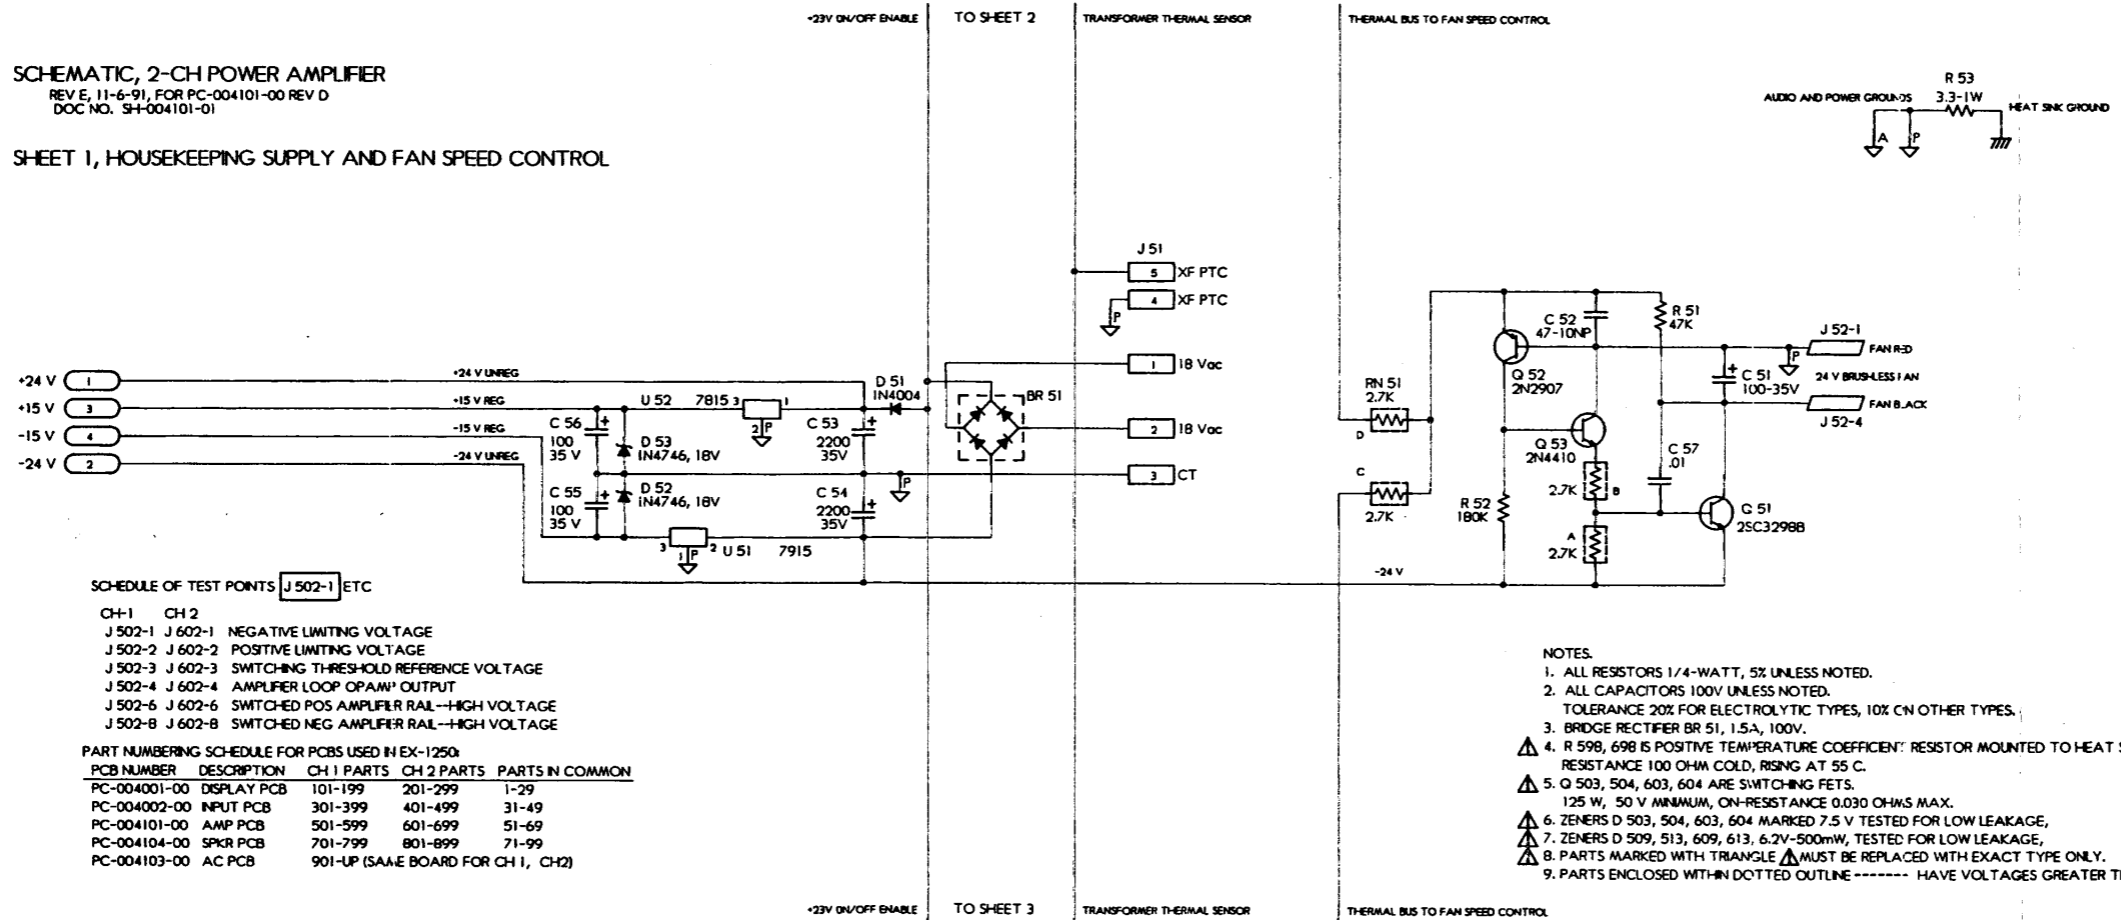 +23V ON/OFF ENABLE
TO SHEET 2
TRANSFORMER THERMAL SENSOR
THERMAL BUS TO FAN SPEED CONTROL
SCHEMATIC, 2-CH POWER AMPLIFIER
REV E, 11-6-91, FOR PC-004101-00 REV D
DOC NO. SH-004101-01
SHEET 1, HOUSEKEEPING SUPPLY AND FAN SPEED CONTROL
R 53
3.3-1W
AUDIO AND POWER GROUNDS
HEAT SINK GROUND
A
P
J 51
5 XF PTC
4 XF PTC
P
1 18 Vac
2 18 Vac
3 CT
+24 V 1
+15 V 3
-15 V 4
-24 V 2
+24 V UNREG
+15 V REG
-15 V REG
-24 V UNREG
U 52 7815
3
1
2
P
D 51
1N4004
BR 51
C 56
100
35 V
+
D 53
1N4746, 18V
C 53
2200
35V
+
P
C 55
100
35 V
+
D 52
1N4746, 18V
C 54
2200
35V
+
3
2
1
P
U 51 7915
RN 51
2.7K
D
C
2.7K
C 52
47-10NP
R 51
47K
Q 52
2N2907
Q 53
2N4410
C 57
.01
R 52
180K
2.7K
B
A
2.7K
-24 V
P
C 51
100-35V
+
Q 51
2SC3298B
J 52-1
FAN RED
24 V BRUSHLESS FAN
FAN BLACK
J 52-4
SCHEDULE OF TEST POINTS J 502-1 ETC
CH-1 CH 2
J 502-1 J 602-1 NEGATIVE LIMITING VOLTAGE
J 502-2 J 602-2 POSITIVE LIMITING VOLTAGE
J 502-3 J 602-3 SWITCHING THRESHOLD REFERENCE VOLTAGE
J 502-4 J 602-4 AMPLIFIER LOOP OPAMP OUTPUT
J 502-6 J 602-6 SWITCHED POS AMPLIFER RAIL--HIGH VOLTAGE
J 502-8 J 602-8 SWITCHED NEG AMPLIFER RAIL--HIGH VOLTAGE
PART NUMBERING SCHEDULE FOR PCBS USED IN EX-1250:
PCB NUMBER DESCRIPTION CH 1 PARTS CH 2 PARTS PARTS IN COMMON
PC-004001-00 DISPLAY PCB 101-199 201-299 1-29
PC-004002-00 INPUT PCB 301-399 401-499 31-49
PC-004101-00 AMP PCB 501-599 601-699 51-69
PC-004104-00 SPKR PCB 701-799 801-899 71-99
PC-004103-00 AC PCB 901-UP (SAME BOARD FOR CH 1, CH2)
NOTES.
1. ALL RESISTORS 1/4-WATT, 5% UNLESS NOTED.
2. ALL CAPACITORS 100V UNLESS NOTED.
TOLERANCE 20% FOR ELECTROLYTIC TYPES, 10% ON OTHER TYPES.
3. BRIDGE RECTIFIER BR 51, 1.5A, 100V.
4. R 598, 698 IS POSITIVE TEMPERATURE COEFFICIENT RESISTOR MOUNTED TO HEAT S
RESISTANCE 100 OHM COLD, RISING AT 55 C.
5. Q 503, 504, 603, 604 ARE SWITCHING FETS.
125 W, 50 V MINIMUM, ON-RESISTANCE 0.030 OHMS MAX.
6. ZENERS D 503, 504, 603, 604 MARKED 7.5 V TESTED FOR LOW LEAKAGE,
7. ZENERS D 509, 513, 609, 613, 6.2V-500mW, TESTED FOR LOW LEAKAGE,
8. PARTS MARKED WITH TRIANGLE MUST BE REPLACED WITH EXACT TYPE ONLY.
9. PARTS ENCLOSED WITHIN DOTTED OUTLINE ------- HAVE VOLTAGES GREATER T
+23V ON/OFF ENABLE
TO SHEET 3
TRANSFORMER THERMAL SENSOR
THERMAL BUS TO FAN SPEED CONTROL